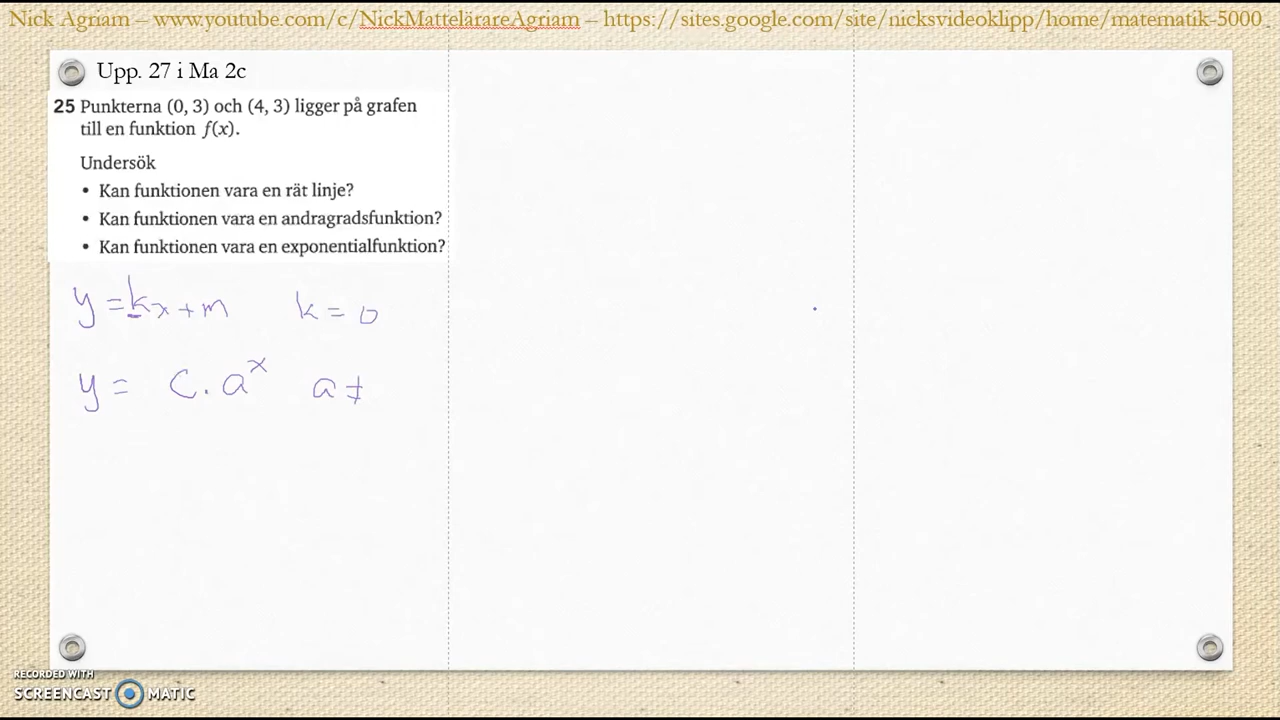 Nick Agriam – www.youtube.com/c/NickMattelärareAgriam – https://sites.google.com/site/nicksvideoklipp/home/matematik-5000
Upp. 27 i Ma 2c
25 Punkterna (0, 3) och (4, 3) ligger på grafen
till en funktion f(x).
Undersök
• Kan funktionen vara en rät linje?
• Kan funktionen vara en andragradsfunktion?
• Kan funktionen vara en exponentialfunktion?
y = kx + m k = 0
y = C · a^x a ≠
RECORDED WITH
SCREENCAST MATIC